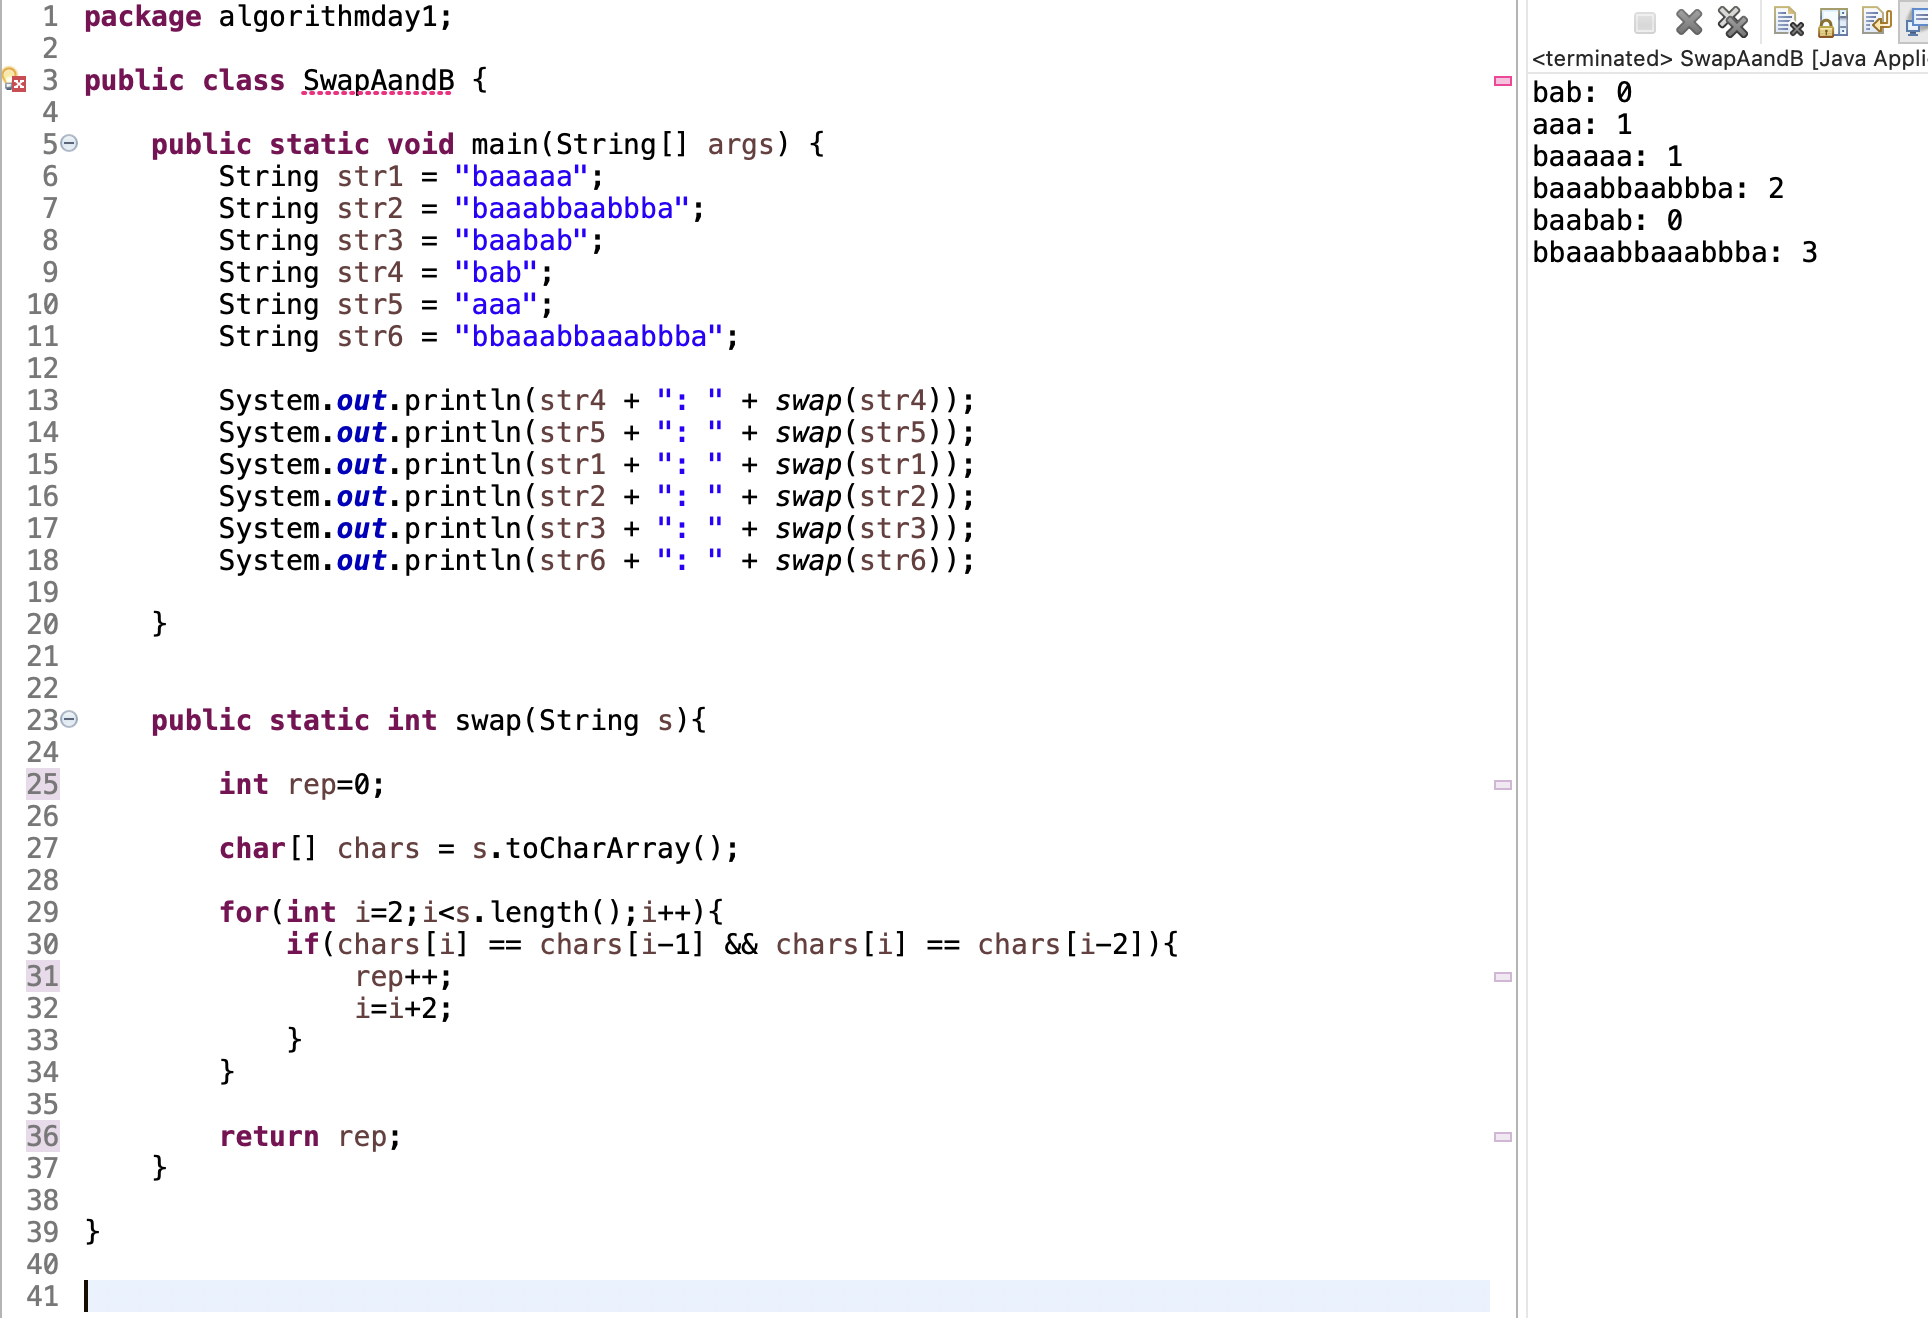 1 package algorithmday1;
2
3 public class SwapAandB {
4
5 public static void main(String[] args) {
6 String str1 = "baaaaa";
7 String str2 = "baaabbaabbba";
8 String str3 = "baabab";
9 String str4 = "bab";
10 String str5 = "aaa";
11 String str6 = "bbaaabbaaabbba";
12
13 System.out.println(str4 + ": " + swap(str4));
14 System.out.println(str5 + ": " + swap(str5));
15 System.out.println(str1 + ": " + swap(str1));
16 System.out.println(str2 + ": " + swap(str2));
17 System.out.println(str3 + ": " + swap(str3));
18 System.out.println(str6 + ": " + swap(str6));
19
20 }
21
22
23 public static int swap(String s){
24
25 int rep=0;
26
27 char[] chars = s.toCharArray();
28
29 for(int i=2;i<s.length();i++){
30 if(chars[i] == chars[i-1] && chars[i] == chars[i-2]){
31 rep++;
32 i=i+2;
33 }
34 }
35
36 return rep;
37 }
38
39 }
40
41
<terminated> SwapAandB [Java Appli
bab: 0
aaa: 1
baaaaa: 1
baaabbaabbba: 2
baabab: 0
bbaaabbaaabbba: 3